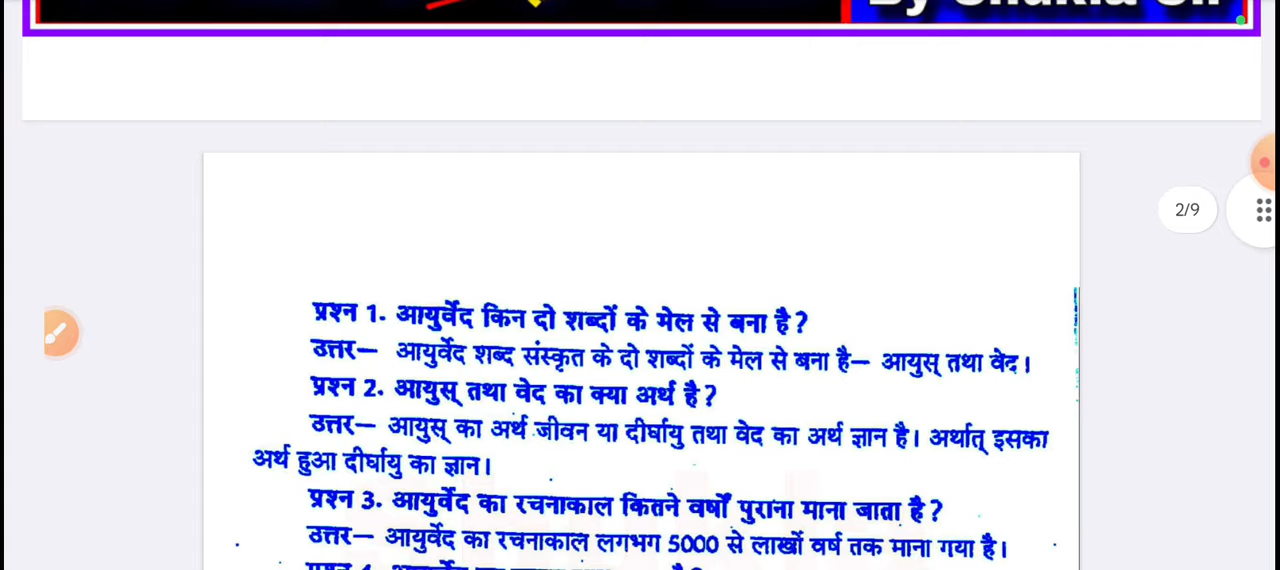 2/9
प्रश्न 1. आयुर्वेद किन दो शब्दों के मेल से बना है?
उत्तर— आयुर्वेद शब्द संस्कृत के दो शब्दों के मेल से बना है— आयुस् तथा वेद।
प्रश्न 2. आयुस् तथा वेद का क्या अर्थ है?
उत्तर— आयुस् का अर्थ जीवन या दीर्घायु तथा वेद का अर्थ ज्ञान है। अर्थात् इसका
अर्थ हुआ दीर्घायु का ज्ञान।
प्रश्न 3. आयुर्वेद का रचनाकाल कितने वर्षों पुराना माना जाता है?
उत्तर— आयुर्वेद का रचनाकाल लगभग 5000 से लाखों वर्ष तक माना गया है।